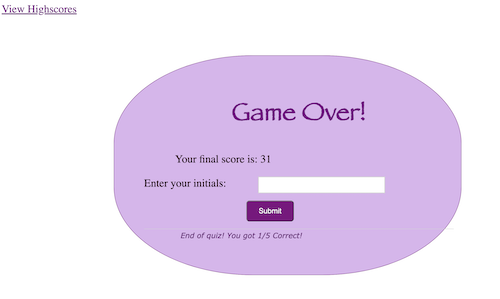 View Highscores
Game Over!
Your final score is: 31
Enter your initials:
Submit
End of quiz! You got 1/5 Correct!